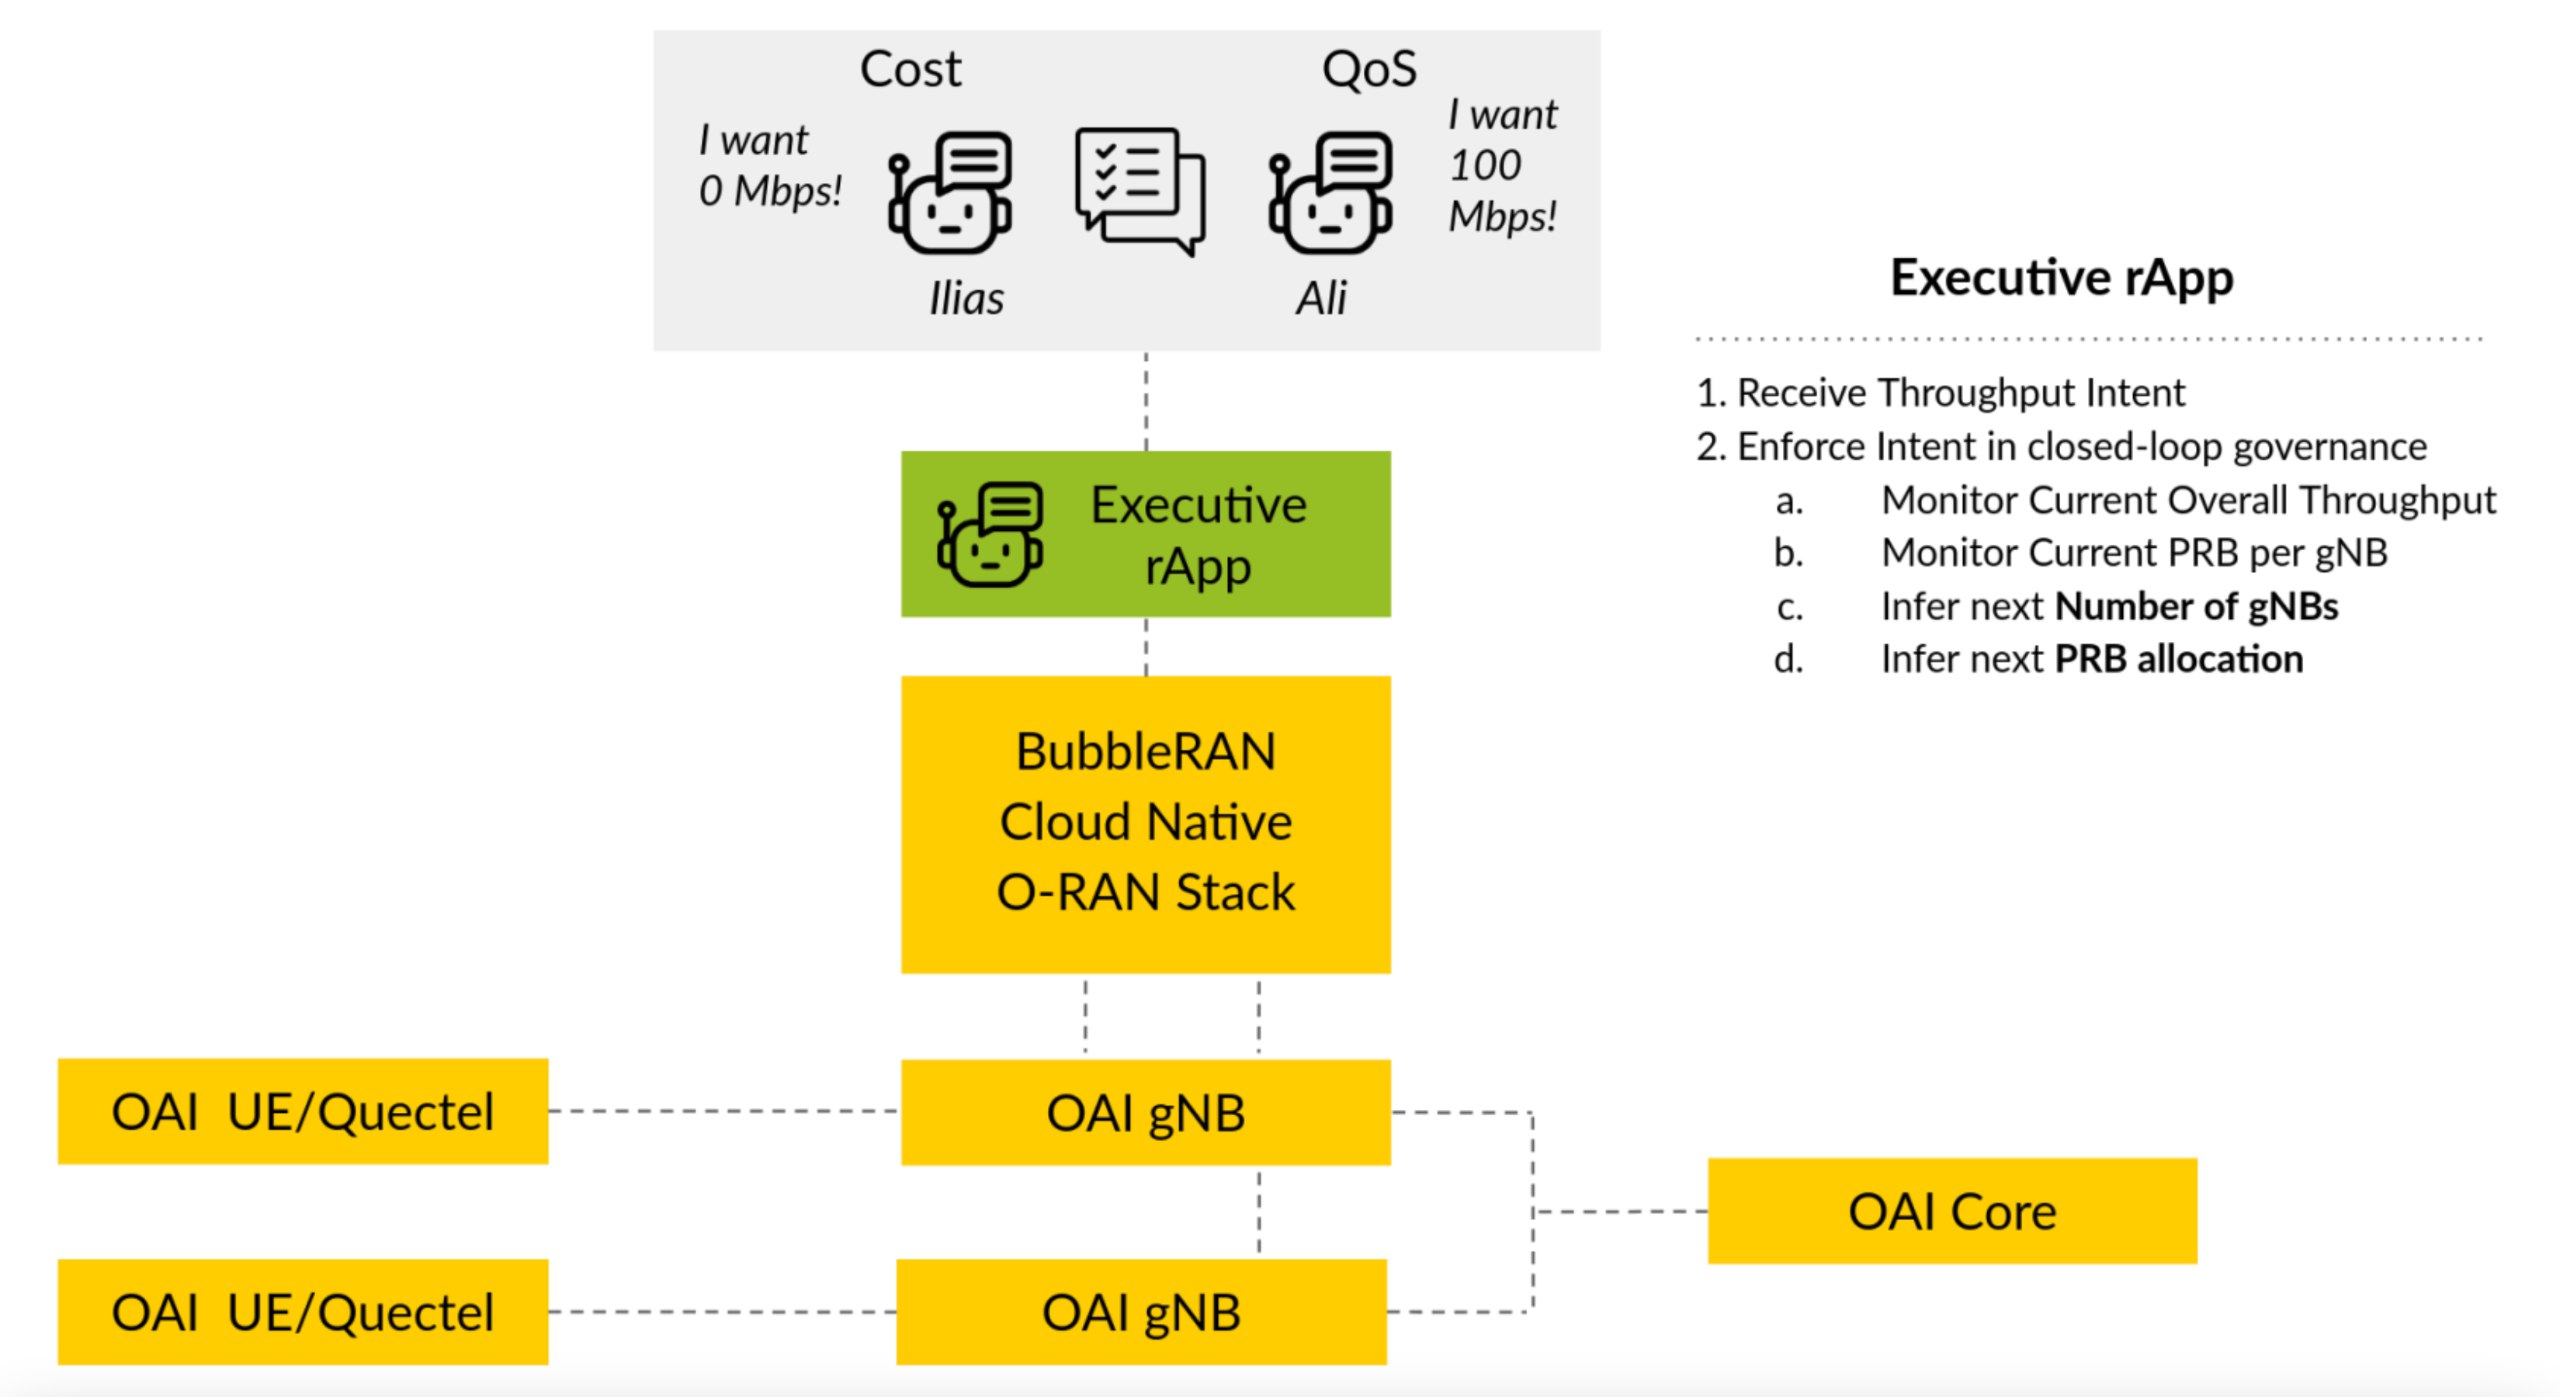 Cost
QoS
I want
0 Mbps!
I want
100
Mbps!
Ilias
Ali
Executive rApp
1. Receive Throughput Intent
2. Enforce Intent in closed-loop governance
a. Monitor Current Overall Throughput
b. Monitor Current PRB per gNB
c. Infer next Number of gNBs
d. Infer next PRB allocation
Executive
rApp
BubbleRAN
Cloud Native
O-RAN Stack
OAI UE/Quectel
OAI gNB
OAI Core
OAI UE/Quectel
OAI gNB